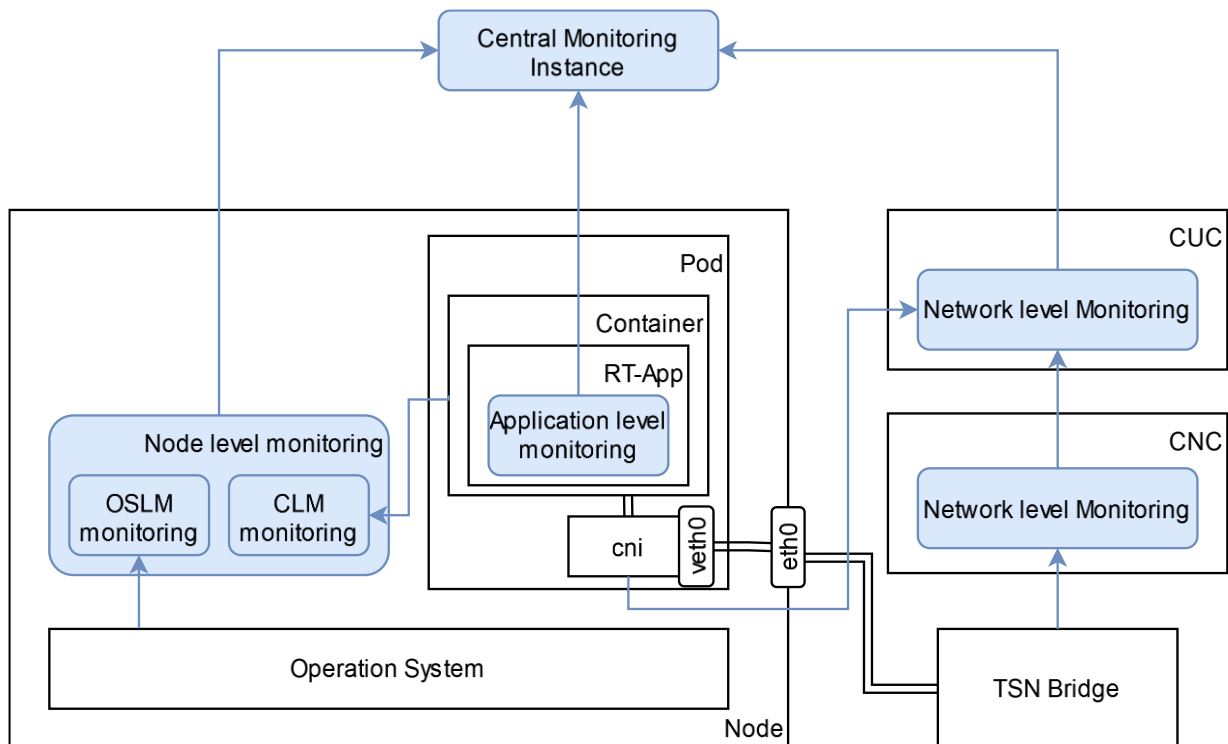 Central Monitoring
Instance
Pod
CUC
Container
Network level Monitoring
RT-App
Application level
monitoring
Node level monitoring
CNC
OSLM
monitoring
CLM
monitoring
Network level Monitoring
cni
veth0
eth0
Operation System
TSN Bridge
Node